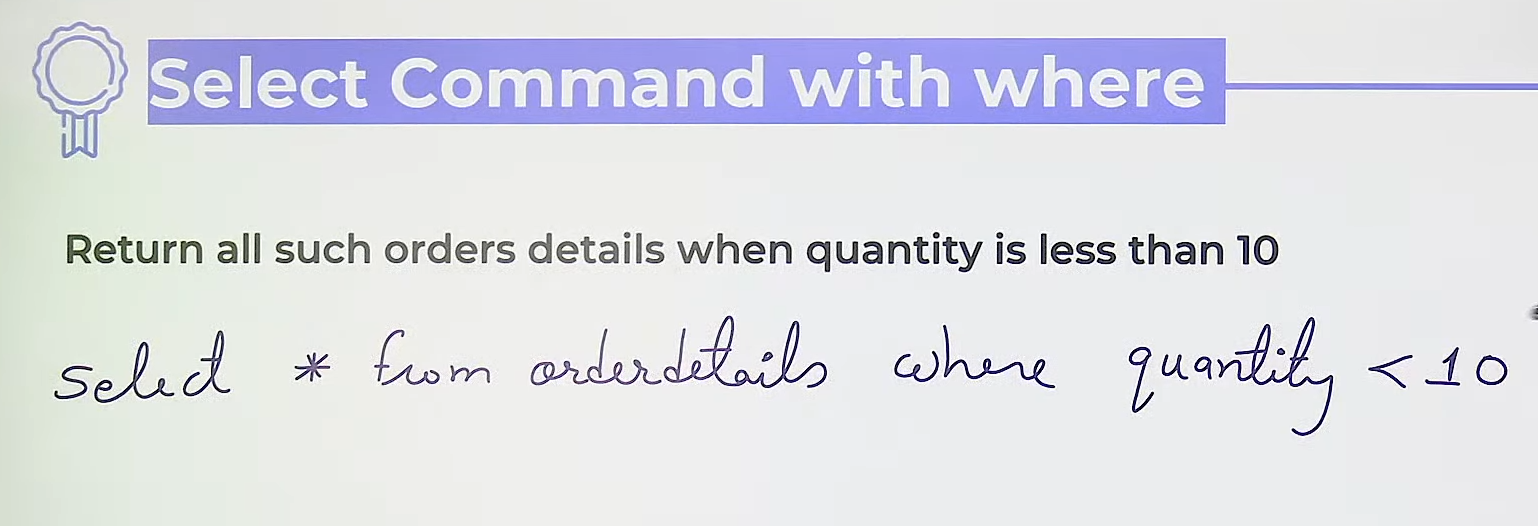 Select Command with where
Return all such orders details when quantity is less than 10
select * from orderdetails where quantity < 10